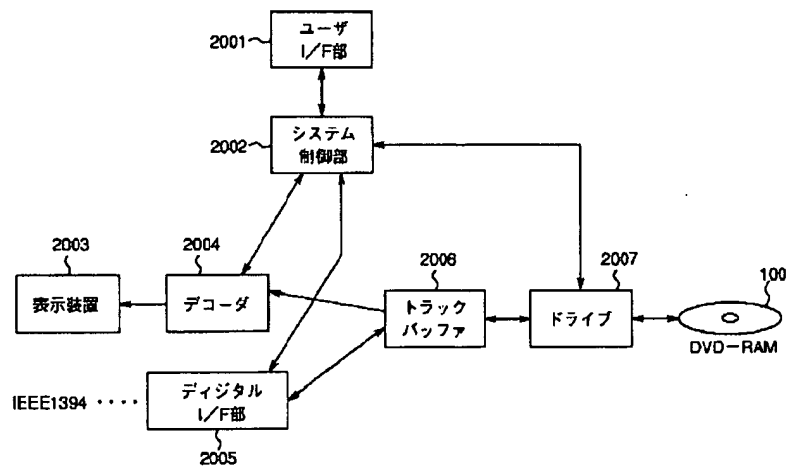 2001
ユーザ
I/F部
2002
システム
制御部
2003
表示装置
2004
デコーダ
2006
トラック
バッファ
2007
ドライブ
100
DVD-RAM
IEEE1394 ････
ディジタル
I/F部
2005